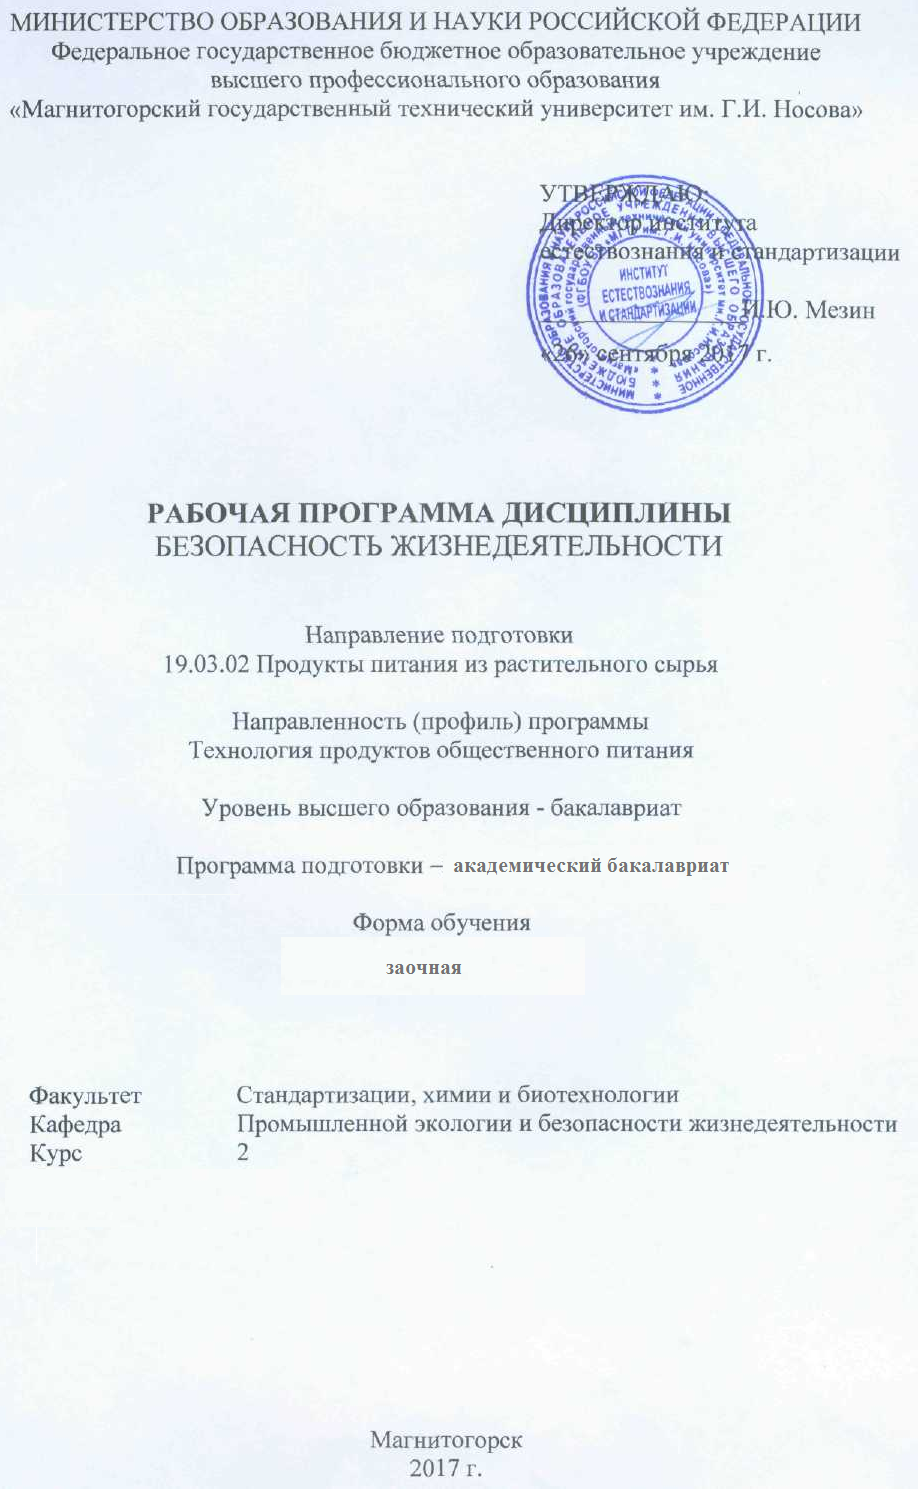 МИНИСТЕРСТВО ОБРАЗОВАНИЯ И НАУКИ РОССИЙСКОЙ ФЕДЕРАЦИИ
Федеральное государственное бюджетное образовательное учреждение
высшего профессионального образования
«Магнитогорский государственный технический университет им. Г.И. Носова»
УТВЕРЖДАЮ:
Директор института
естествознания и стандартизации
И.Ю. Мезин
«26» сентября 2017 г.
ИНСТИТУТ
ЕСТЕСТВОЗНАНИЯ
И СТАНДАРТИЗАЦИИ
РАБОЧАЯ ПРОГРАММА ДИСЦИПЛИНЫ
БЕЗОПАСНОСТЬ ЖИЗНЕДЕЯТЕЛЬНОСТИ
Направление подготовки
19.03.02 Продукты питания из растительного сырья
Направленность (профиль) программы
Технология продуктов общественного питания
Уровень высшего образования - бакалавриат
Программа подготовки – академический бакалавриат
Форма обучения
заочная
Факультет Стандартизации, химии и биотехнологии
Кафедра Промышленной экологии и безопасности жизнедеятельности
Курс 2
Магнитогорск
2017 г.